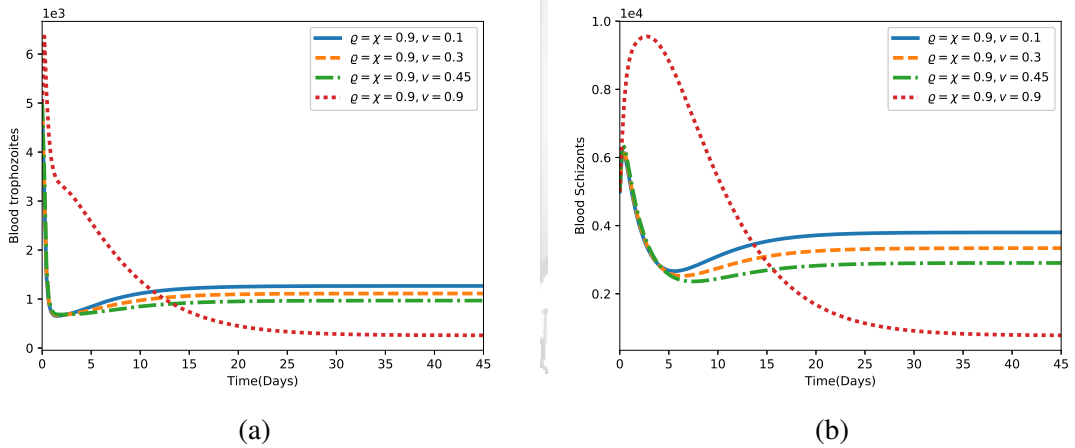 1e3
ϱ = χ = 0.9, v = 0.1
ϱ = χ = 0.9, v = 0.3
ϱ = χ = 0.9, v = 0.45
ϱ = χ = 0.9, v = 0.9
Blood trophozoites
6
5
4
3
2
1
0
0 5 10 15 20 25 30 35 40 45
Time(Days)
(a)
1e4
ϱ = χ = 0.9, v = 0.1
ϱ = χ = 0.9, v = 0.3
ϱ = χ = 0.9, v = 0.45
ϱ = χ = 0.9, v = 0.9
Blood Schizonts
1.0
0.8
0.6
0.4
0.2
0 5 10 15 20 25 30 35 40 45
Time(Days)
(b)